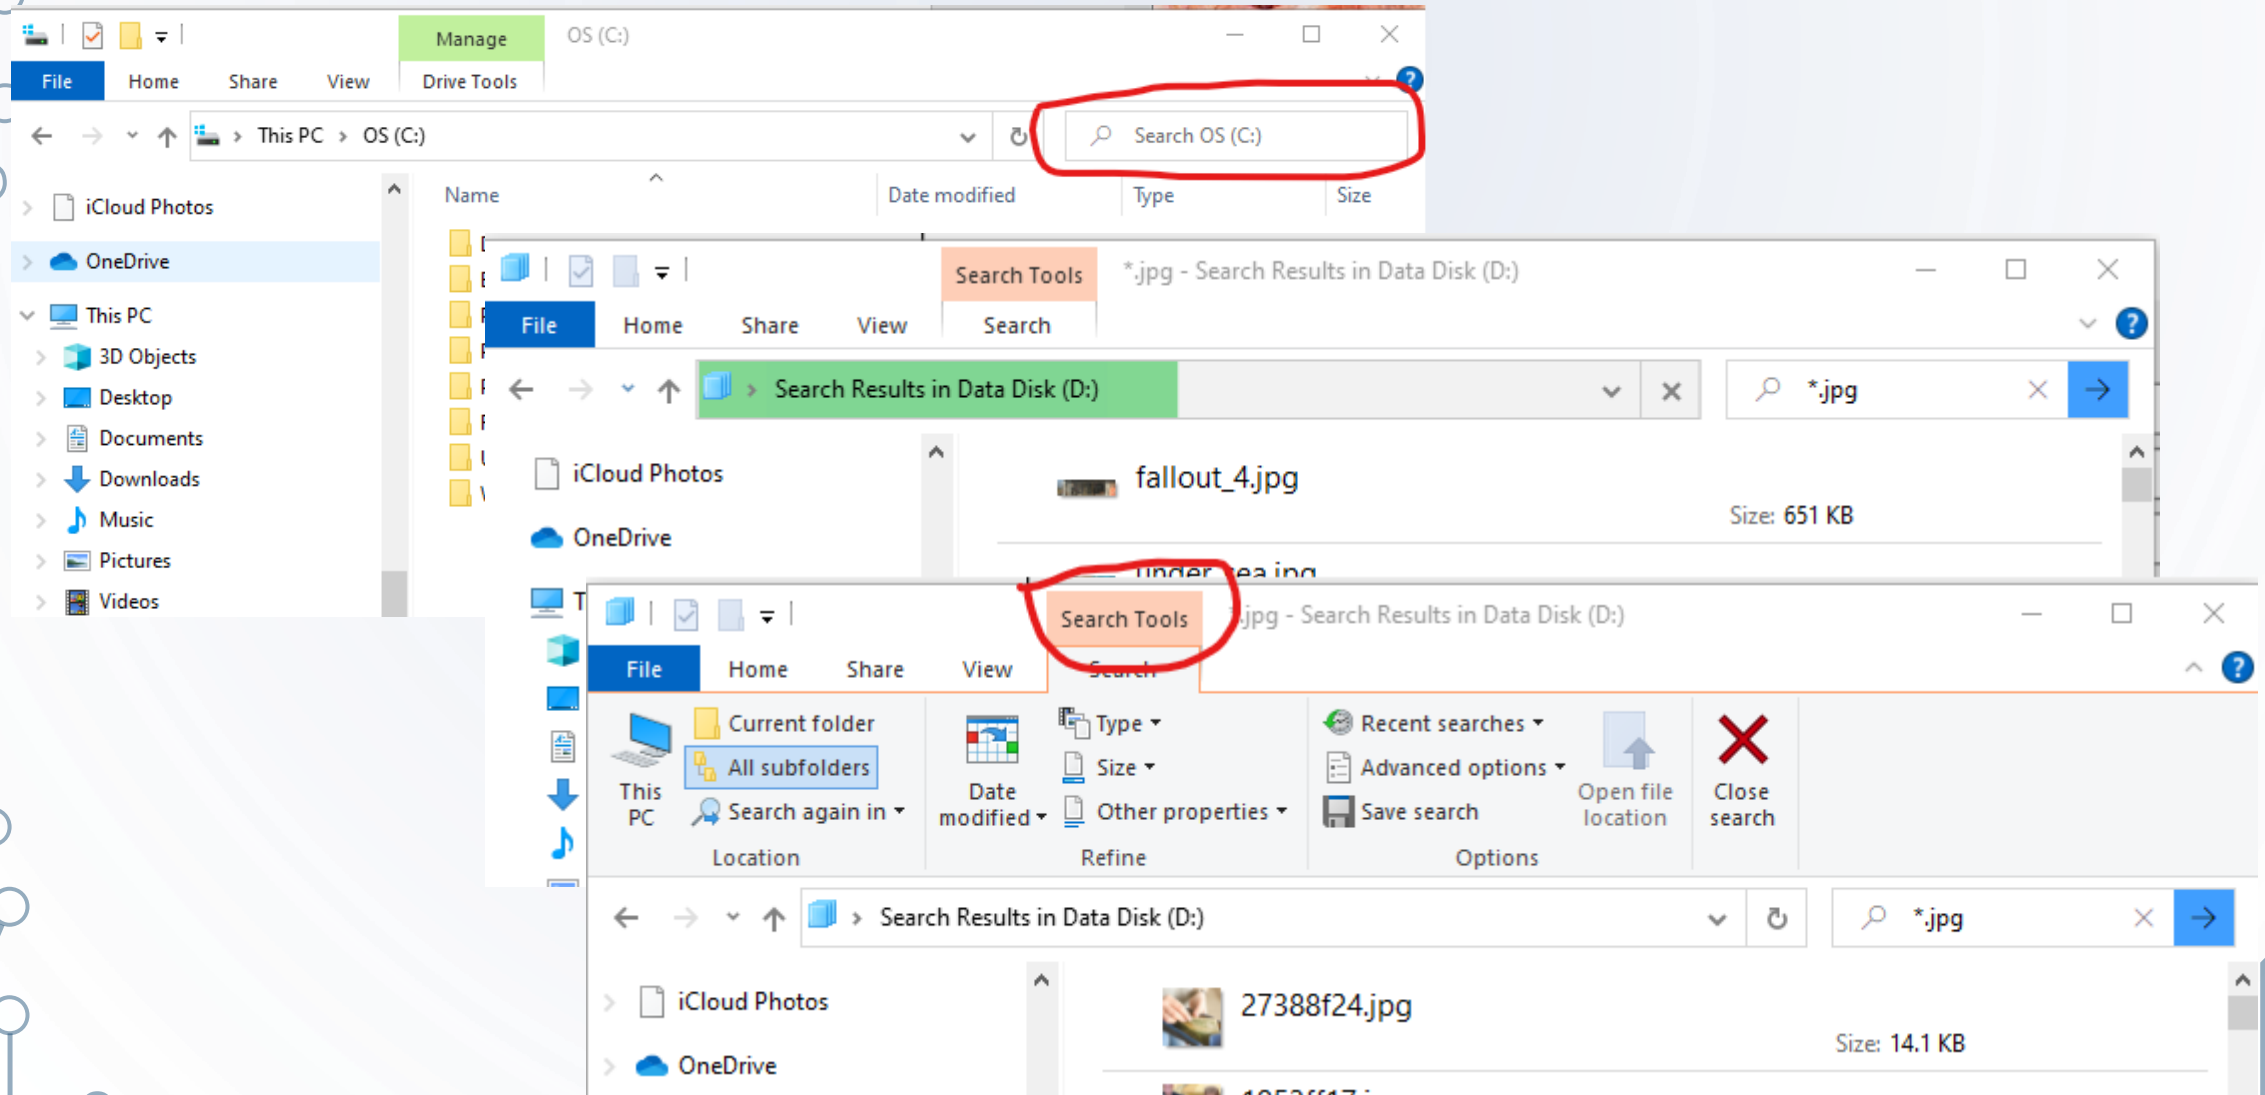 Manage
OS (C:)
File
Home
Share
View
Drive Tools
This PC > OS (C:)
Search OS (C:)
Name
Date modified
Type
Size
iCloud Photos
OneDrive
This PC
3D Objects
Desktop
Documents
Downloads
Music
Pictures
Videos
Search Tools
*.jpg - Search Results in Data Disk (D:)
File
Home
Share
View
Search
Search Results in Data Disk (D:)
*.jpg
iCloud Photos
OneDrive
fallout_4.jpg
Size: 651 KB
under_sea.jpg
Search Tools
*.jpg - Search Results in Data Disk (D:)
File
Home
Share
View
Search
This PC
Current folder
All subfolders
Search again in
Location
Date modified
Type
Size
Other properties
Refine
Recent searches
Advanced options
Save search
Options
Open file location
Close search
Search Results in Data Disk (D:)
*.jpg
iCloud Photos
OneDrive
27388f24.jpg
Size: 14.1 KB